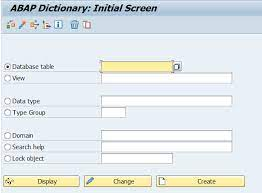 ABAP Dictionary: Initial Screen
Database table
View
Data type
Type Group
Domain
Search help
Lock object
Display Change Create